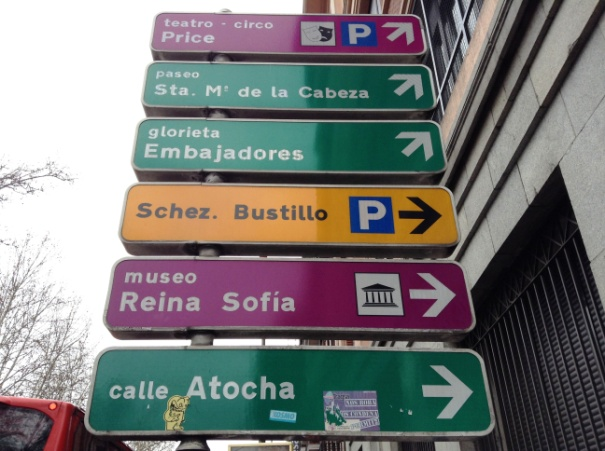 teatro - circo
Price
P
paseo
Sta. Mª de la Cabeza
glorieta
Embajadores
Schez. Bustillo P
museo
Reina Sofía
calle Atocha